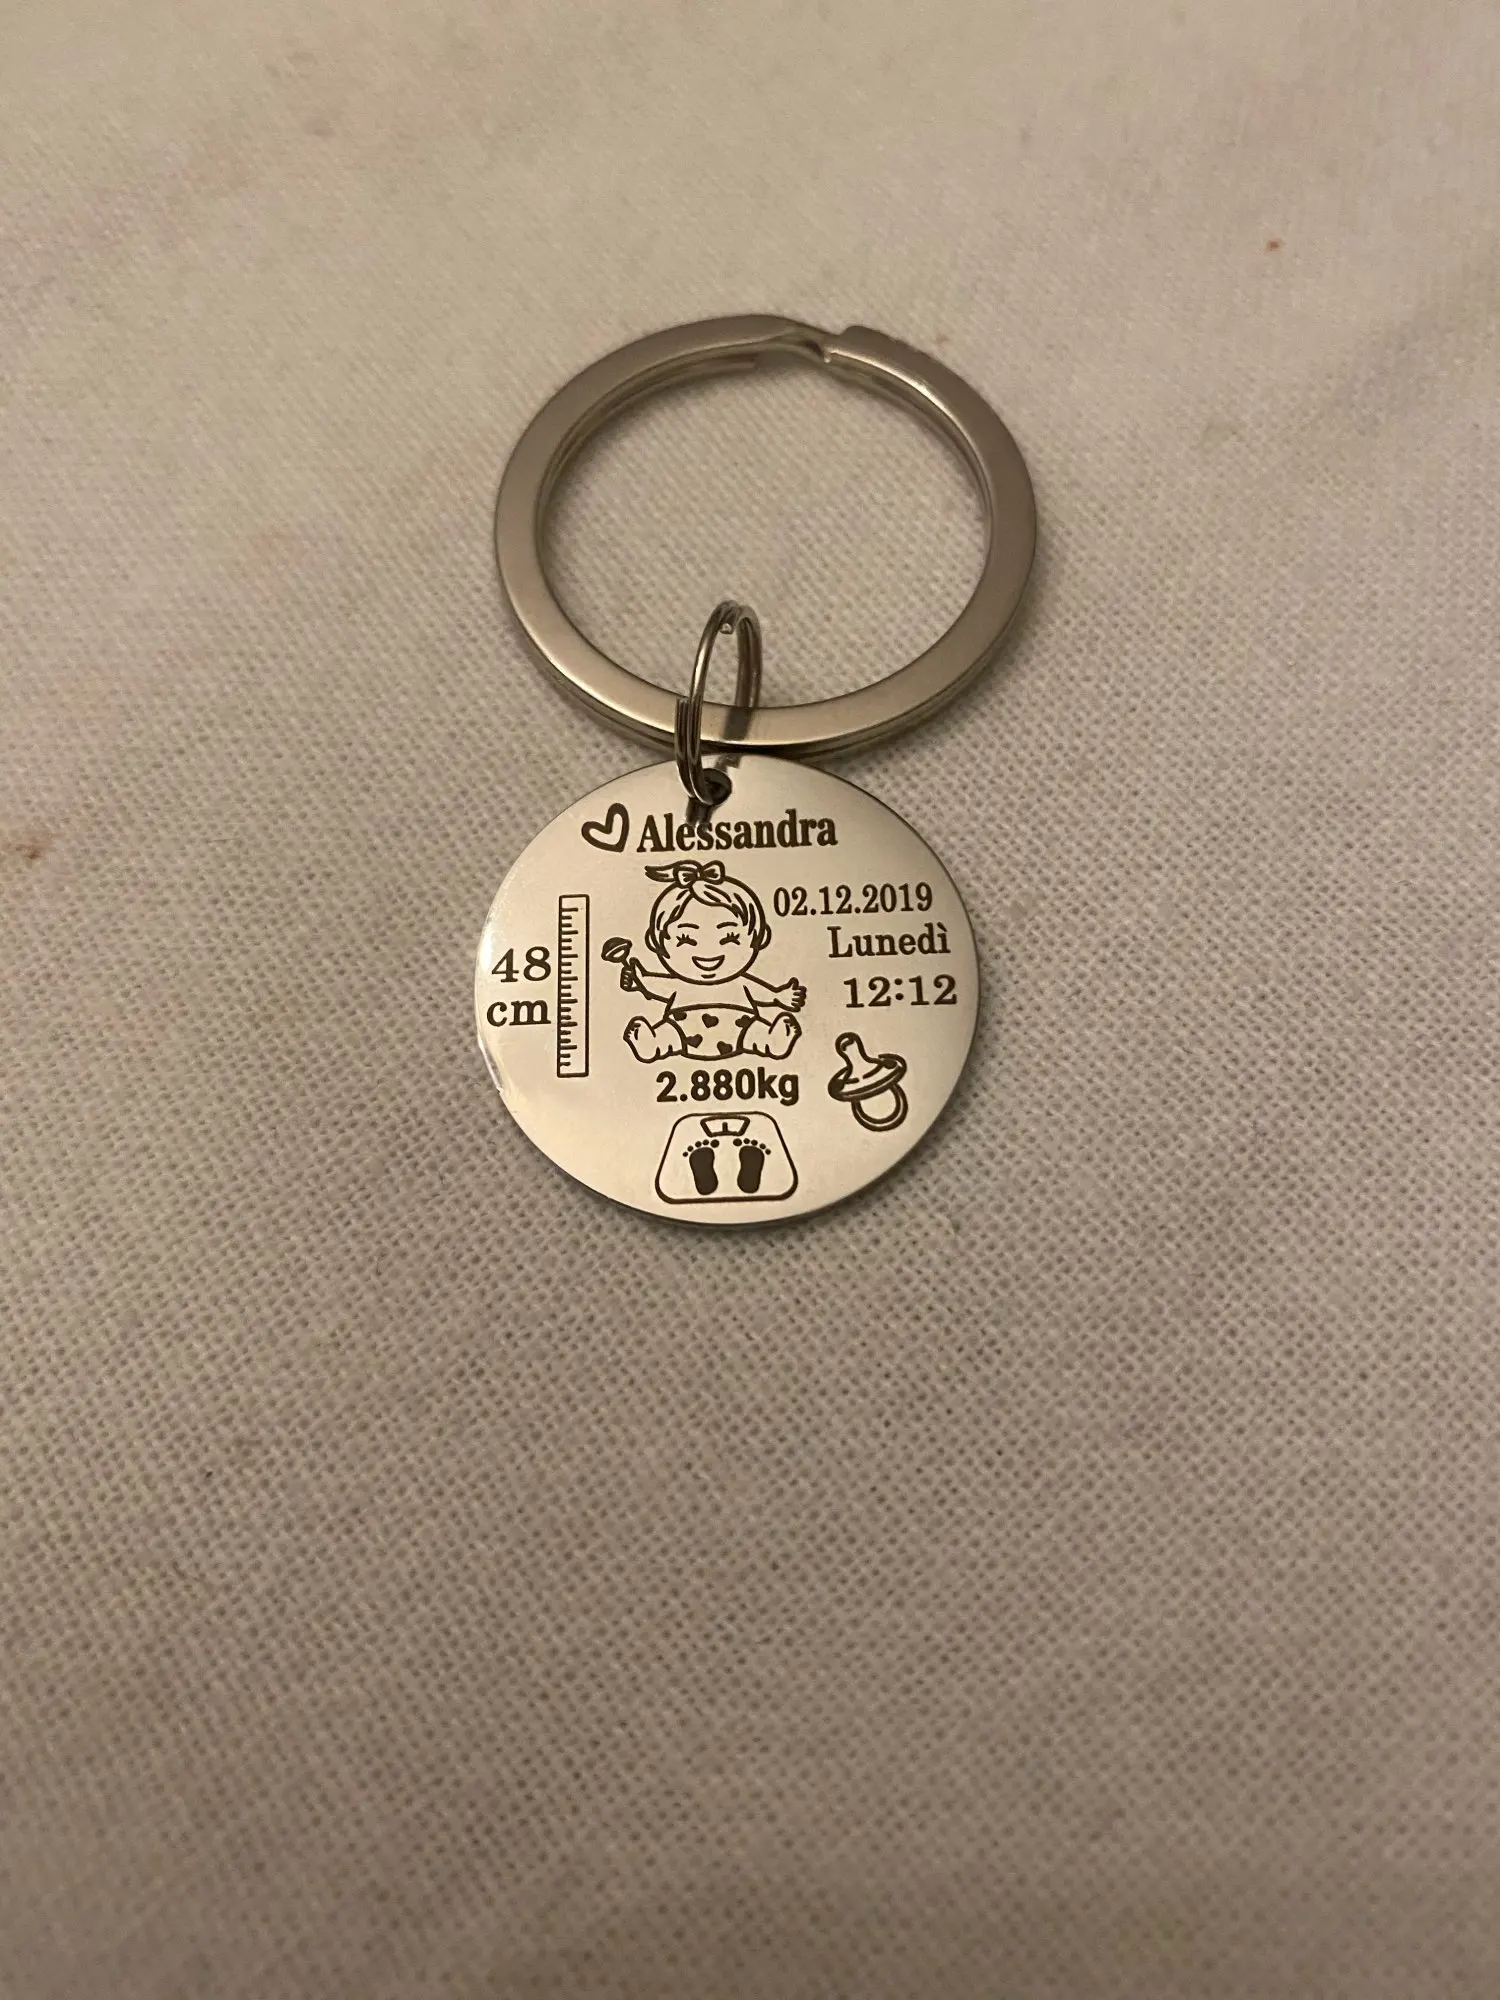 Alessandra
02.12.2019
Lunedì
12:12
48
cm
2.880kg